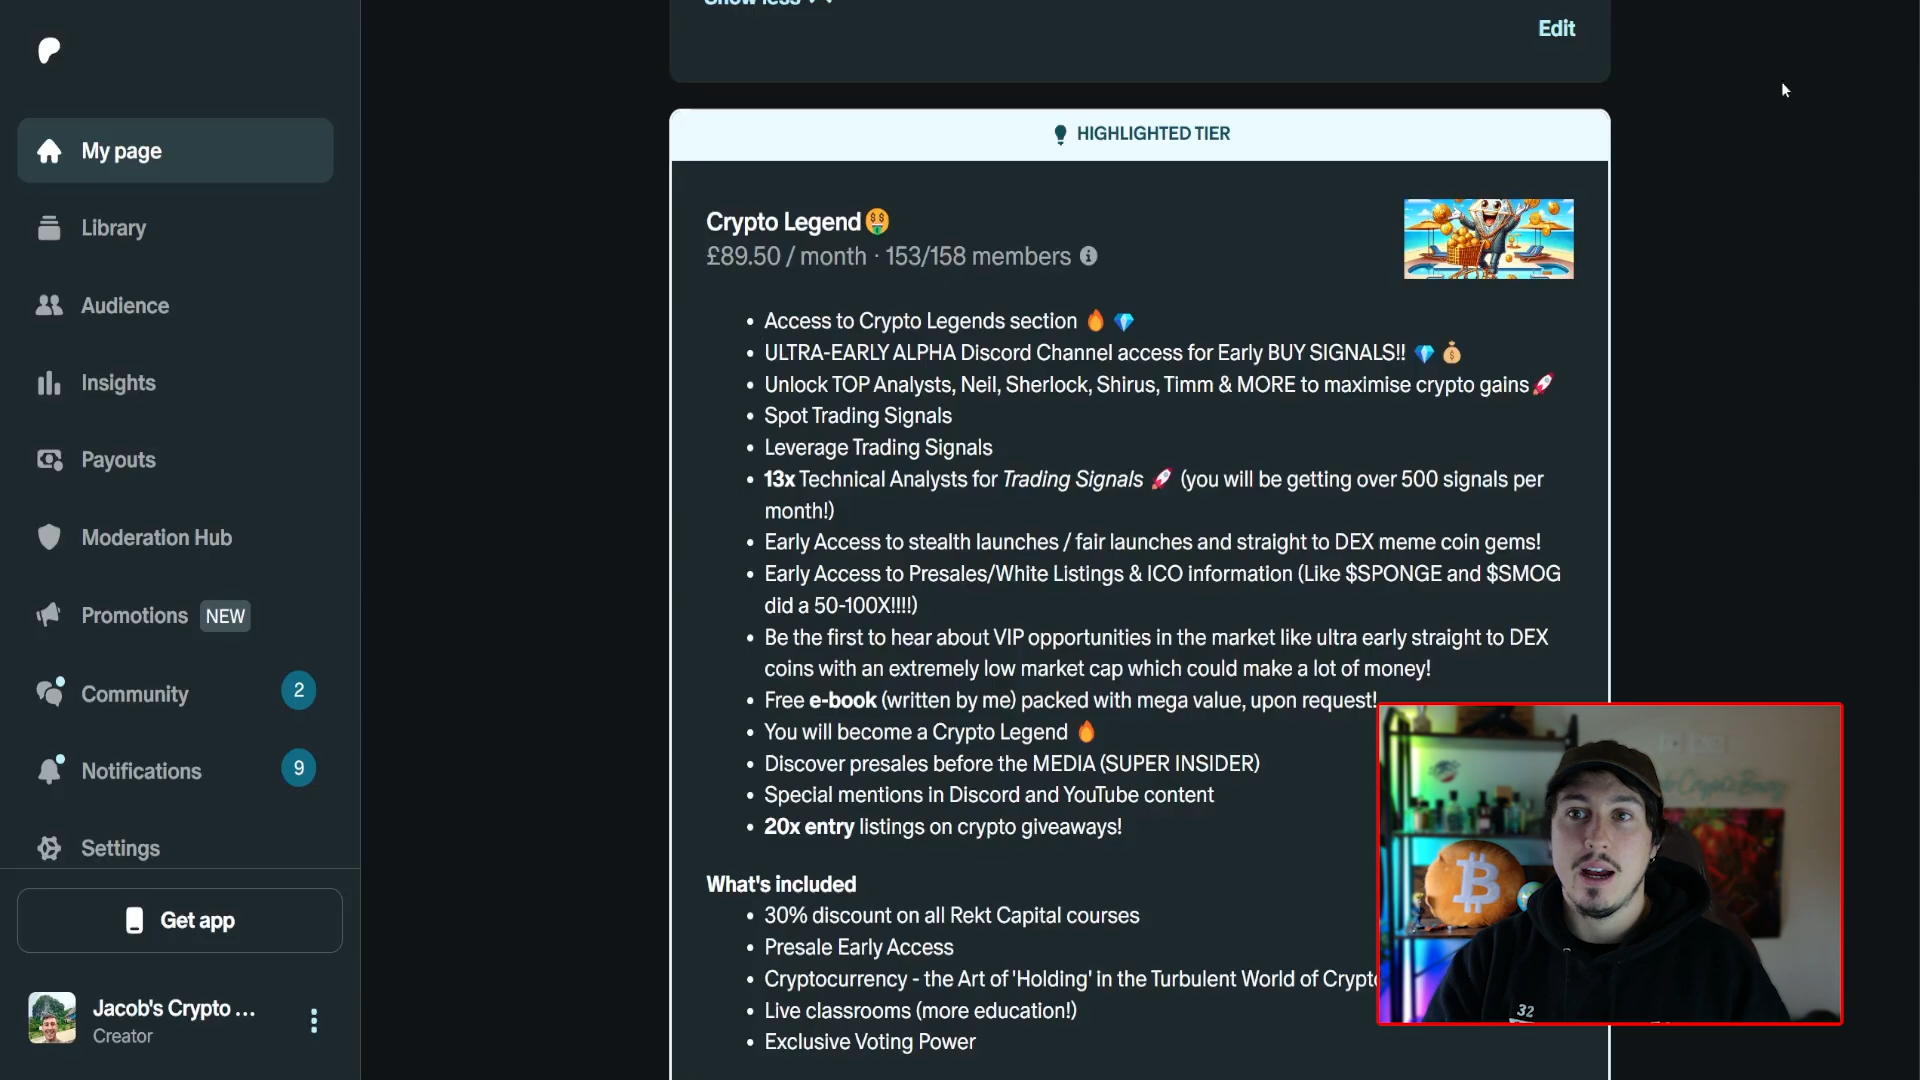 Show less
Edit
My page
Library
Audience
Insights
Payouts
Moderation Hub
Promotions NEW
Community 2
Notifications 9
Settings
Get app
Jacob's Crypto ...
Creator
HIGHLIGHTED TIER
Crypto Legend🤑
£89.50 / month · 153/158 members
• Access to Crypto Legends section 🔥 💎
• ULTRA-EARLY ALPHA Discord Channel access for Early BUY SIGNALS!! 💎 💰
• Unlock TOP Analysts, Neil, Sherlock, Shirus, Timm & MORE to maximise crypto gains🚀
• Spot Trading Signals
• Leverage Trading Signals
• 13x Technical Analysts for Trading Signals 🚀 (you will be getting over 500 signals per
month!)
• Early Access to stealth launches / fair launches and straight to DEX meme coin gems!
• Early Access to Presales/White Listings & ICO information (Like $SPONGE and $SMOG
did a 50-100X!!!!)
• Be the first to hear about VIP opportunities in the market like ultra early straight to DEX
coins with an extremely low market cap which could make a lot of money!
• Free e-book (written by me) packed with mega value, upon request!
• You will become a Crypto Legend 🔥
• Discover presales before the MEDIA (SUPER INSIDER)
• Special mentions in Discord and YouTube content
• 20x entry listings on crypto giveaways!
What's included
• 30% discount on all Rekt Capital courses
• Presale Early Access
• Cryptocurrency - the Art of 'Holding' in the Turbulent World of Crypto
• Live classrooms (more education!)
• Exclusive Voting Power
32